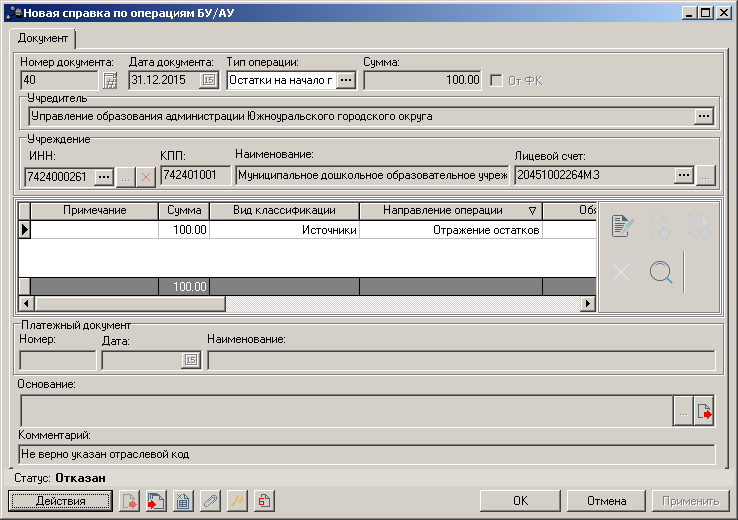 Новая справка по операциям БУ/АУ
Документ
Номер документа: Дата документа: Тип операции: Сумма:
40 31.12.2015 15 Остатки на начало г ... 100.00 От ФК
Учредитель
Управление образования администрации Южноуральского городского округа ...
Учреждение
ИНН: КПП: Наименование: Лицевой счет:
7424000261 ... ... 742401001 Муниципальное дошкольное образовательное учреж 20451002264МЗ ... ...
Примечание Сумма Вид классификации Направление операции Обя
100.00 Источники Отражение остатков
100.00
Платежный документ
Номер: Дата: Наименование:
15
Основание:
...
Комментарий:
Не верно указан отраслевой код
Статус: Отказан
Действия Б OK Отмена Применить